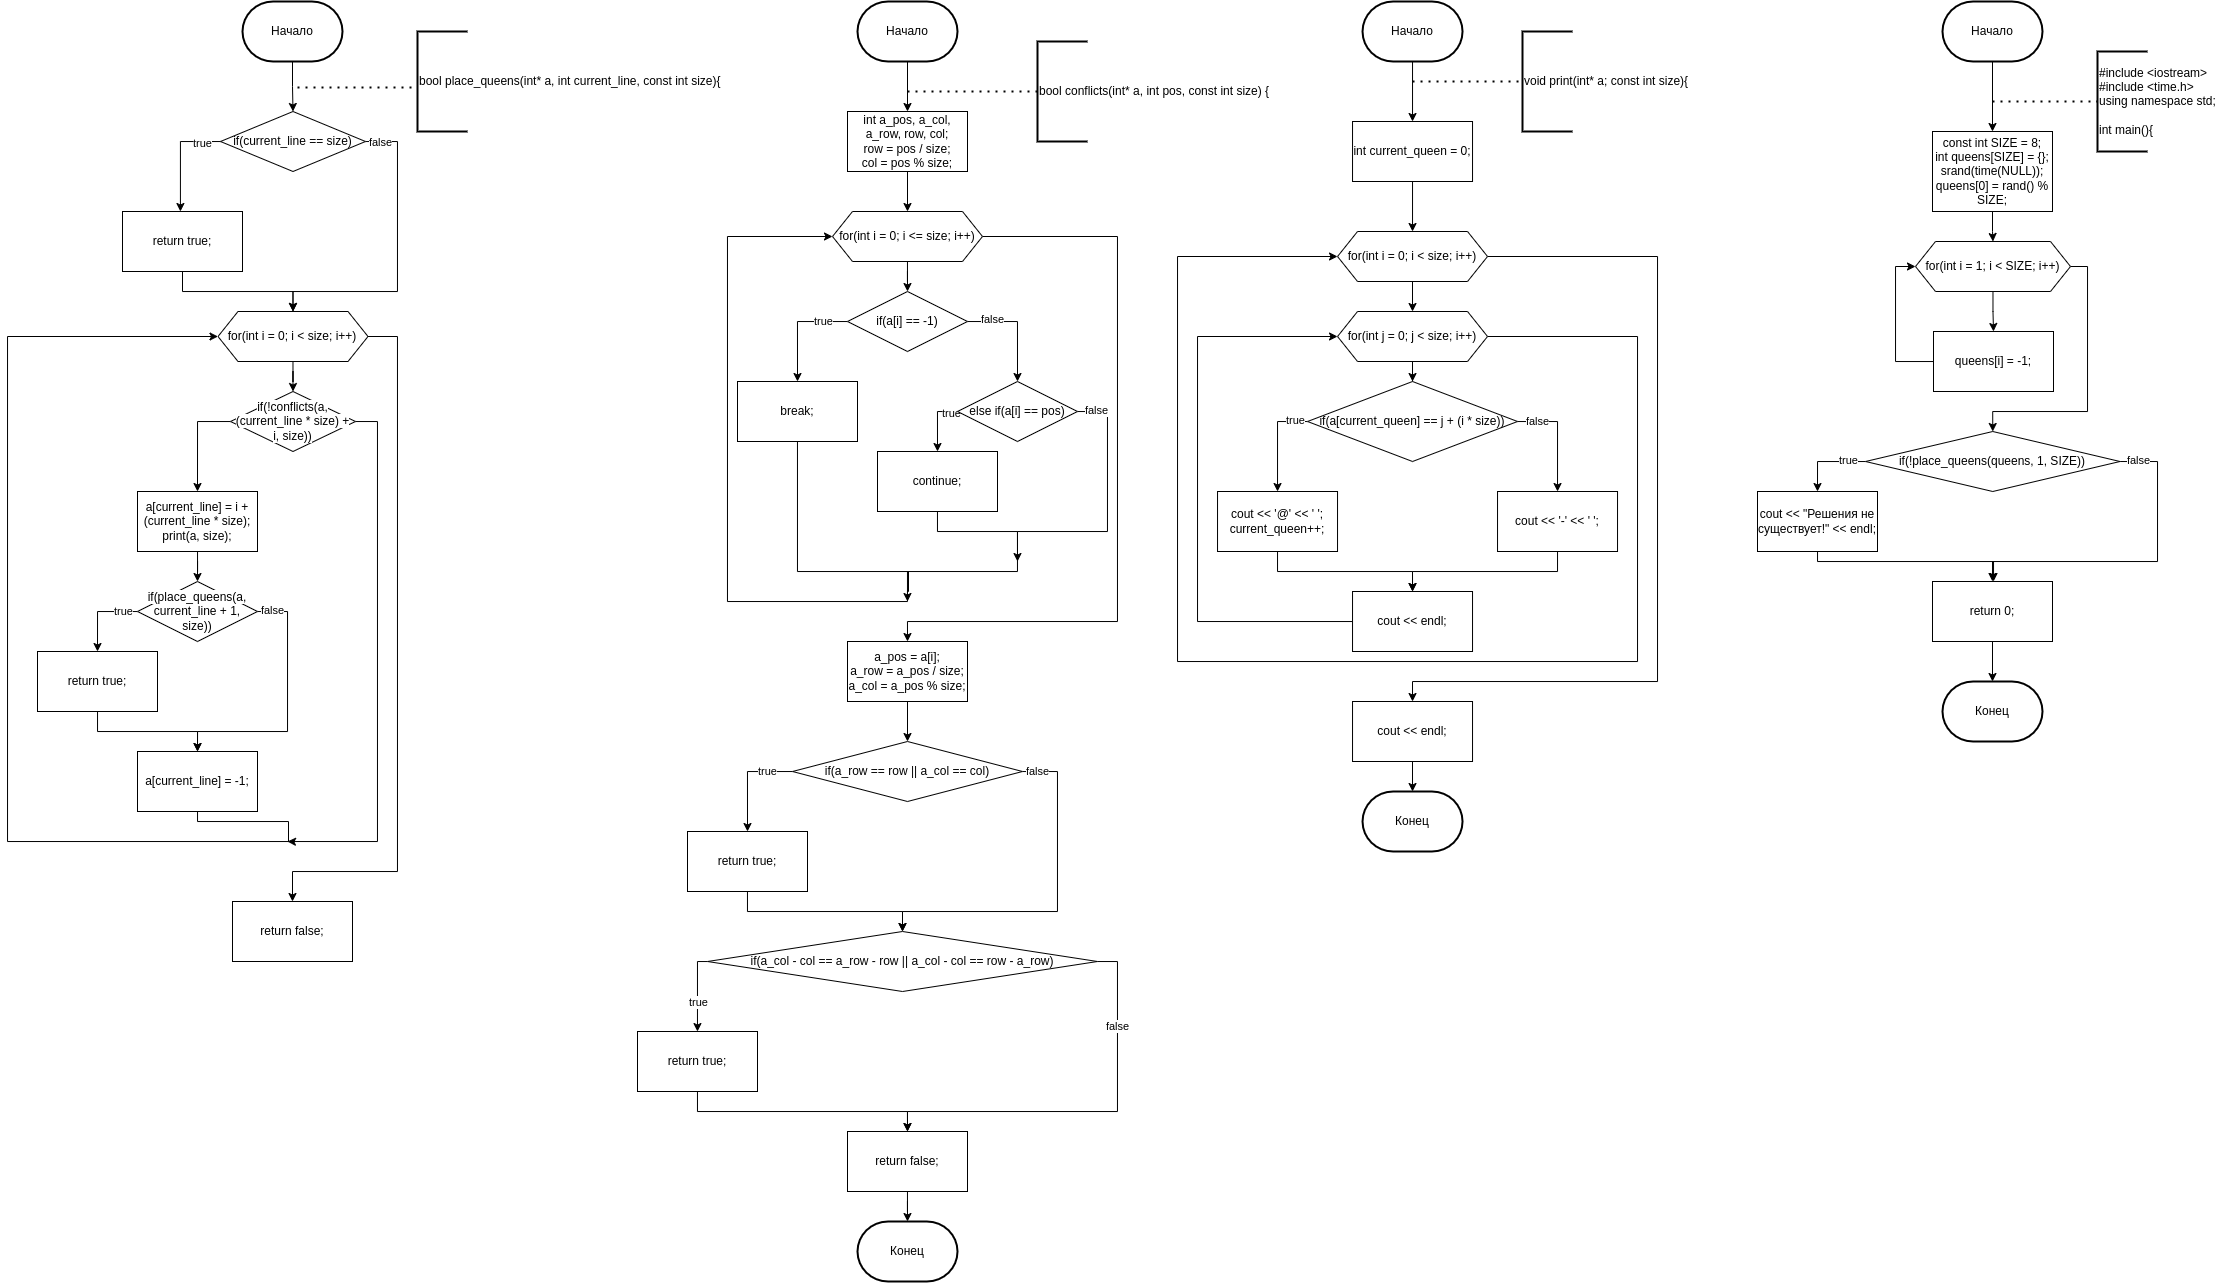 Начало
bool place_queens(int* a, int current_line, const int size){
if(current_line == size)
true
false
return true;
for(int i = 0; i < size; i++)
if(!conflicts(a,
(current_line * size) +
i, size))
a[current_line] = i +
(current_line * size);
print(a, size);
if(place_queens(a,
current_line + 1,
size))
true
false
return true;
a[current_line] = -1;
return false;
Начало
bool conflicts(int* a, int pos, const int size) {
int a_pos, a_col,
a_row, row, col;
row = pos / size;
col = pos % size;
for(int i = 0; i <= size; i++)
if(a[i] == -1)
true
false
break;
else if(a[i] == pos)
true
false
continue;
a_pos = a[i];
a_row = a_pos / size;
a_col = a_pos % size;
if(a_row == row || a_col == col)
true
false
return true;
if(a_col - col == a_row - row || a_col - col == row - a_row)
true
false
return true;
return false;
Конец
Начало
void print(int* a; const int size){
int current_queen = 0;
for(int i = 0; i < size; i++)
for(int j = 0; j < size; i++)
if(a[current_queen] == j + (i * size))
true
false
cout << '@' << ' ';
current_queen++;
cout << '-' << ' ';
cout << endl;
cout << endl;
Конец
Начало
#include <iostream>
#include <time.h>
using namespace std;
int main(){
const int SIZE = 8;
int queens[SIZE] = {};
srand(time(NULL));
queens[0] = rand() %
SIZE;
for(int i = 1; i < SIZE; i++)
queens[i] = -1;
if(!place_queens(queens, 1, SIZE))
true
false
cout << "Решения не
существует!" << endl;
return 0;
Конец